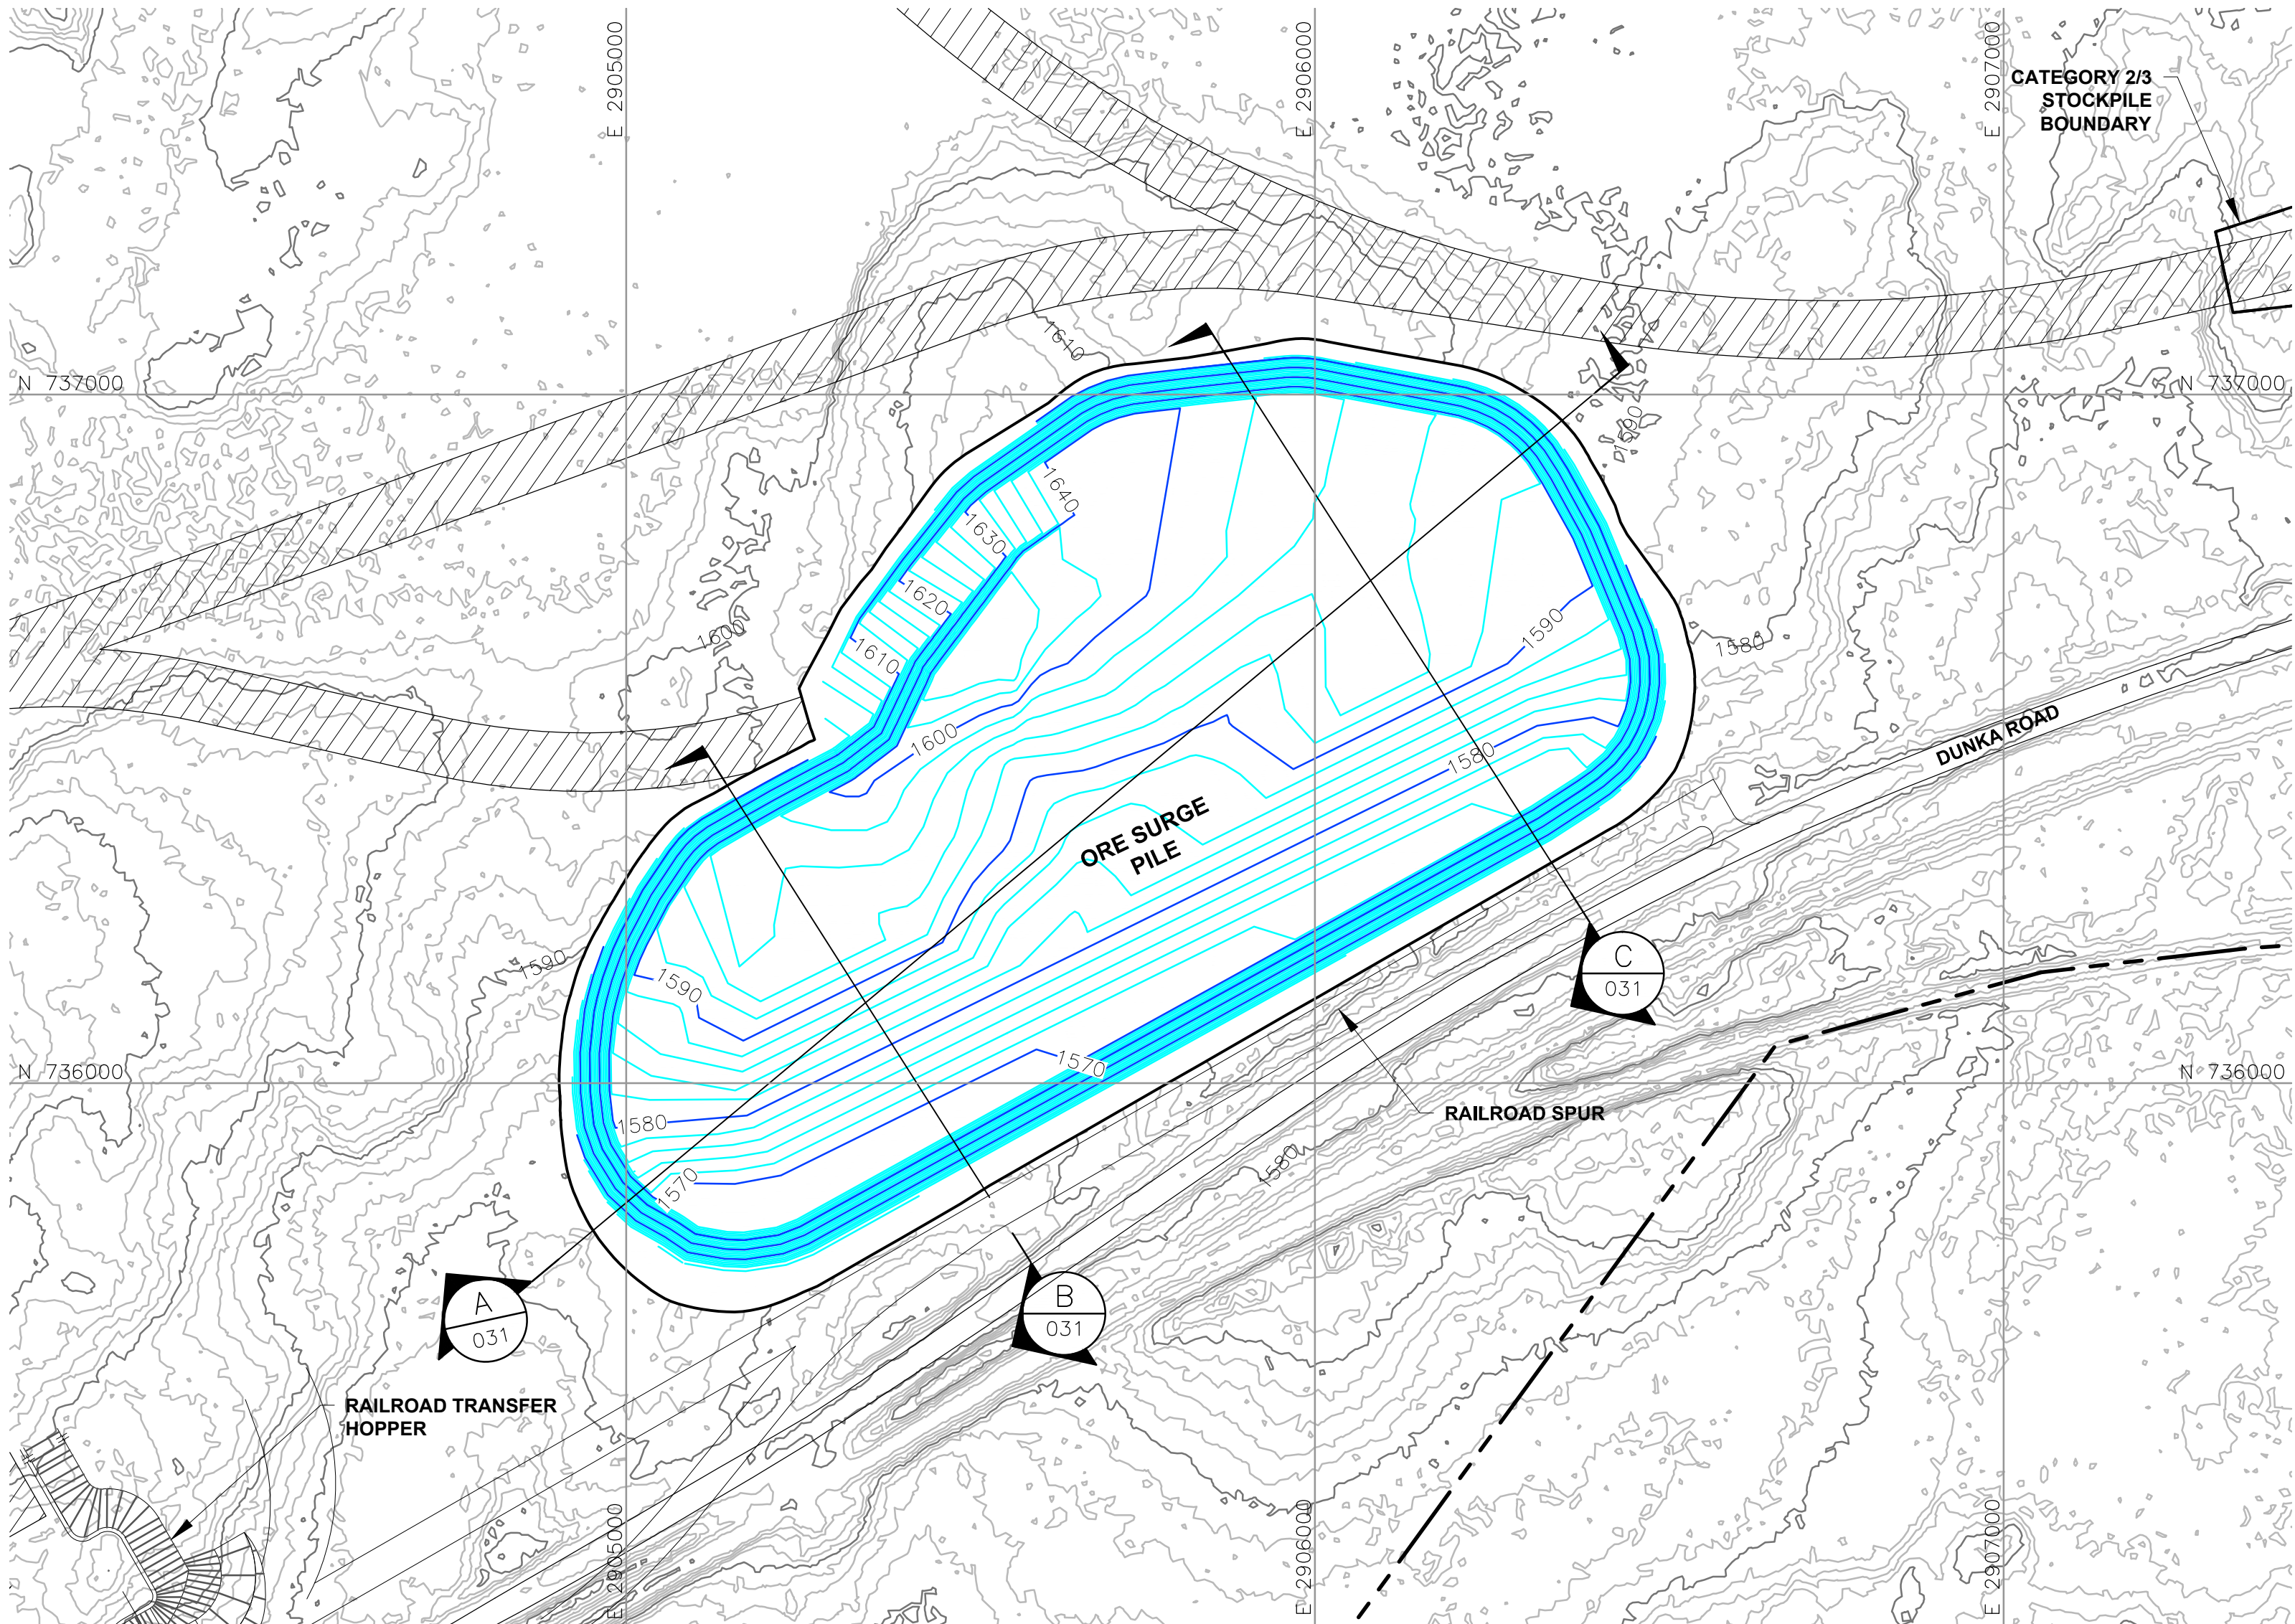 E 2905000
E 2906000
E 2907000
CATEGORY 2/3
STOCKPILE
BOUNDARY
1610
N 737000
N 737000
1590
1640
1630
1620
1610
1600
1590
1580
1600
1580
DUNKA ROAD
ORE SURGE
PILE
1590
1590
C
031
1570
N 736000
N 736000
RAILROAD SPUR
1580
1580
1570
A
031
B
031
RAILROAD TRANSFER
HOPPER
E 2905000
E 2906000
E 2907000